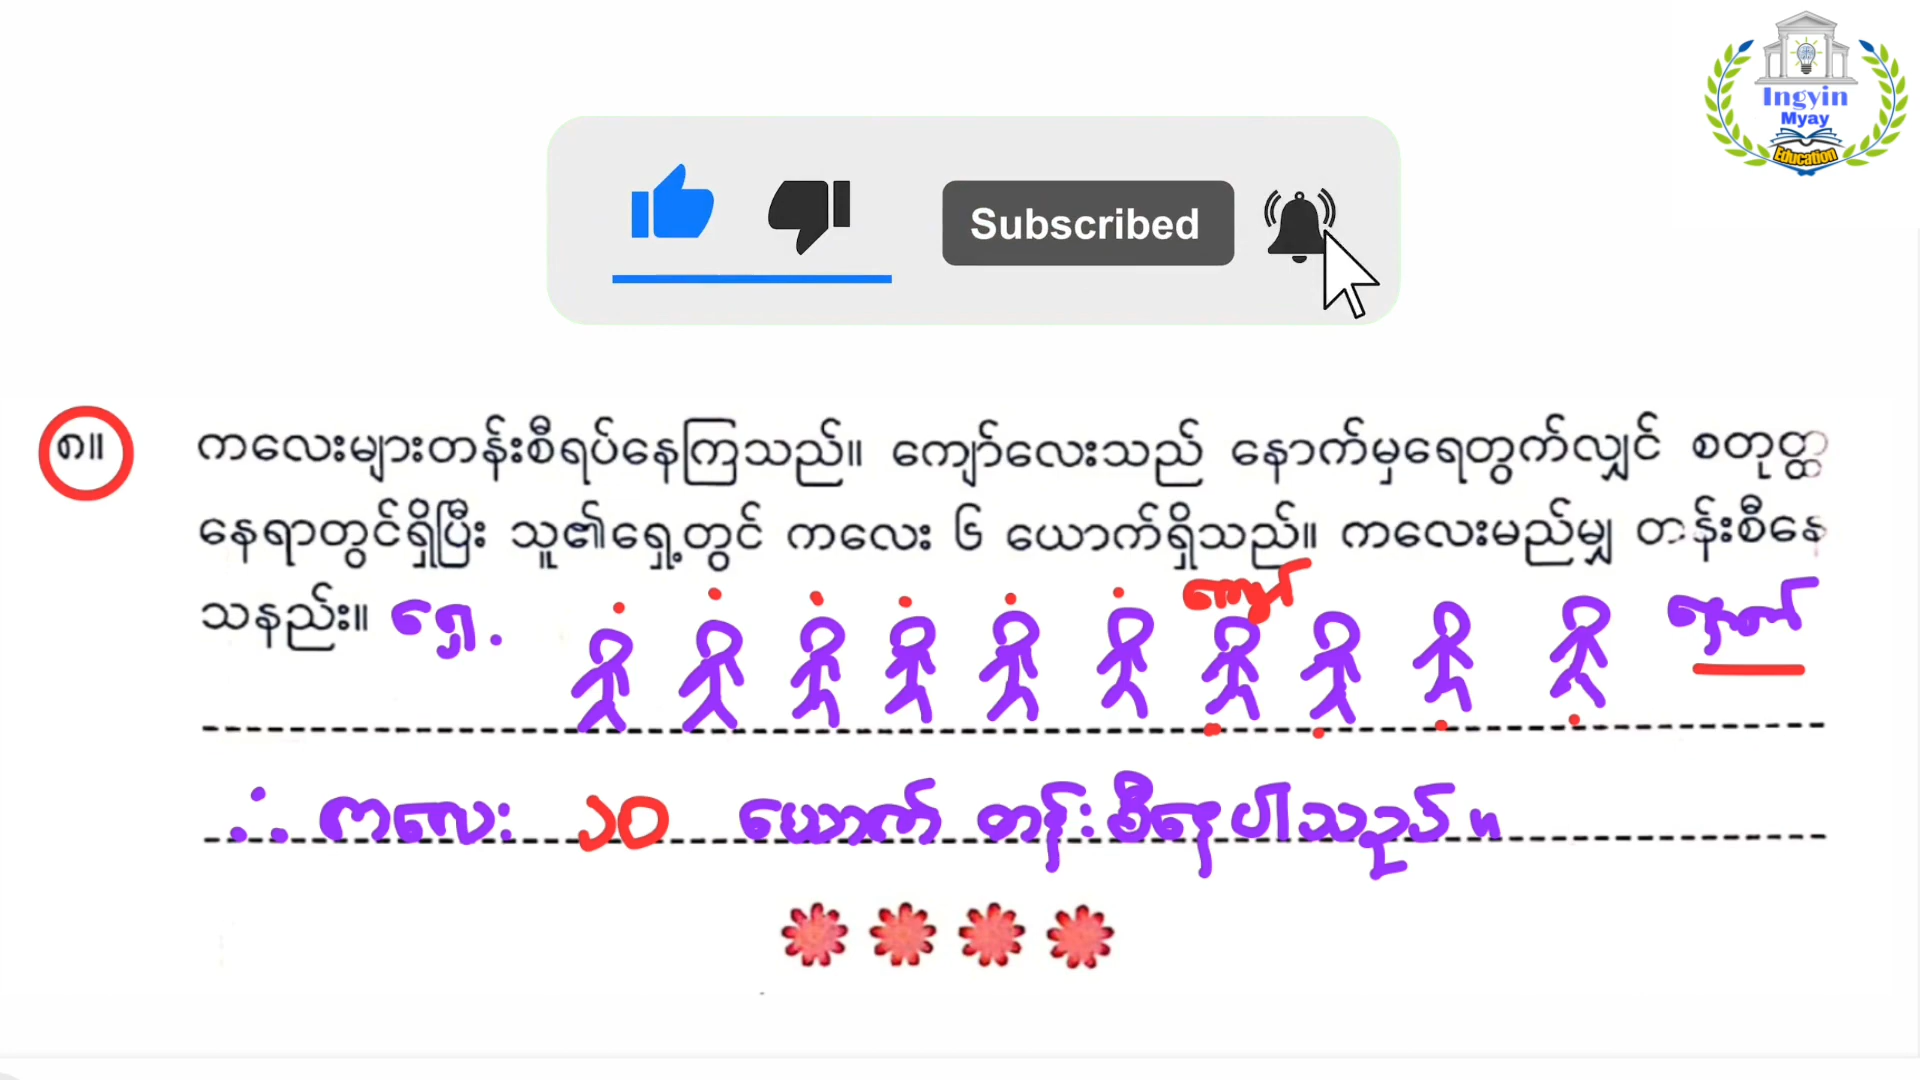 Ingyin
Myay
Education
Subscribed
၈။ ကလေးများတန်းစီရပ်နေကြသည်။ ကျော်လေးသည် နောက်မှရေတွက်လျှင် စတုတ္ထ
နေရာတွင်ရှိပြီး သူ၏ရှေ့တွင် ကလေး ၆ ယောက်ရှိသည်။ ကလေးမည်မျှ တန်းစီနေ
သနည်း။ ရှေ့ ကျော် နောက်
∴ ကလေး ၁၀ ယောက် တန်းစီနေပါသည်။